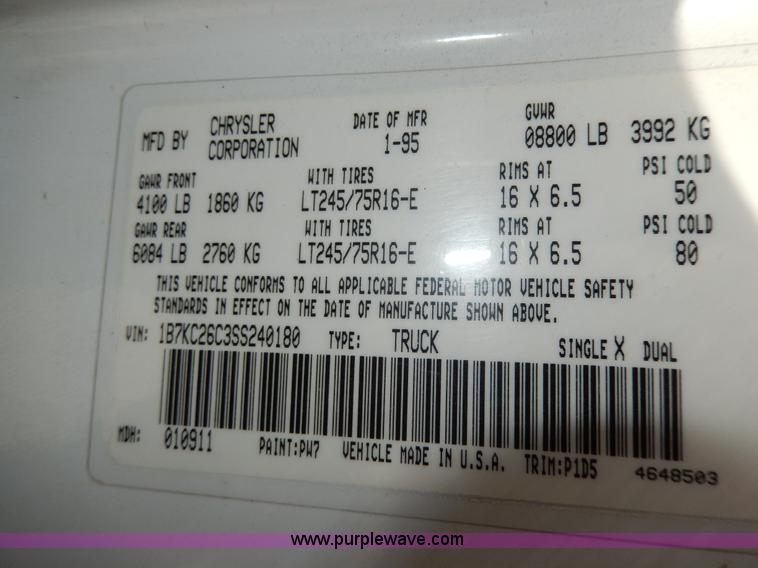 MFD BY CHRYSLER CORPORATION DATE OF MFR 1-95 GVWR 08800 LB 3992 KG
GAWR FRONT WITH TIRES RIMS AT PSI COLD
4100 LB 1860 KG LT245/75R16-E 16 X 6.5 50
GAWR REAR WITH TIRES RIMS AT PSI COLD
6084 LB 2760 KG LT245/75R16-E 16 X 6.5 80
THIS VEHICLE CONFORMS TO ALL APPLICABLE FEDERAL MOTOR VEHICLE SAFETY
STANDARDS IN EFFECT ON THE DATE OF MANUFACTURE SHOWN ABOVE.
VIN: 1B7KC26C3SS240180 TYPE: TRUCK SINGLE X DUAL
MDH: 010911 PAINT:PW7 VEHICLE MADE IN U.S.A. TRIM:P1D5 4648503
www.purplewave.com